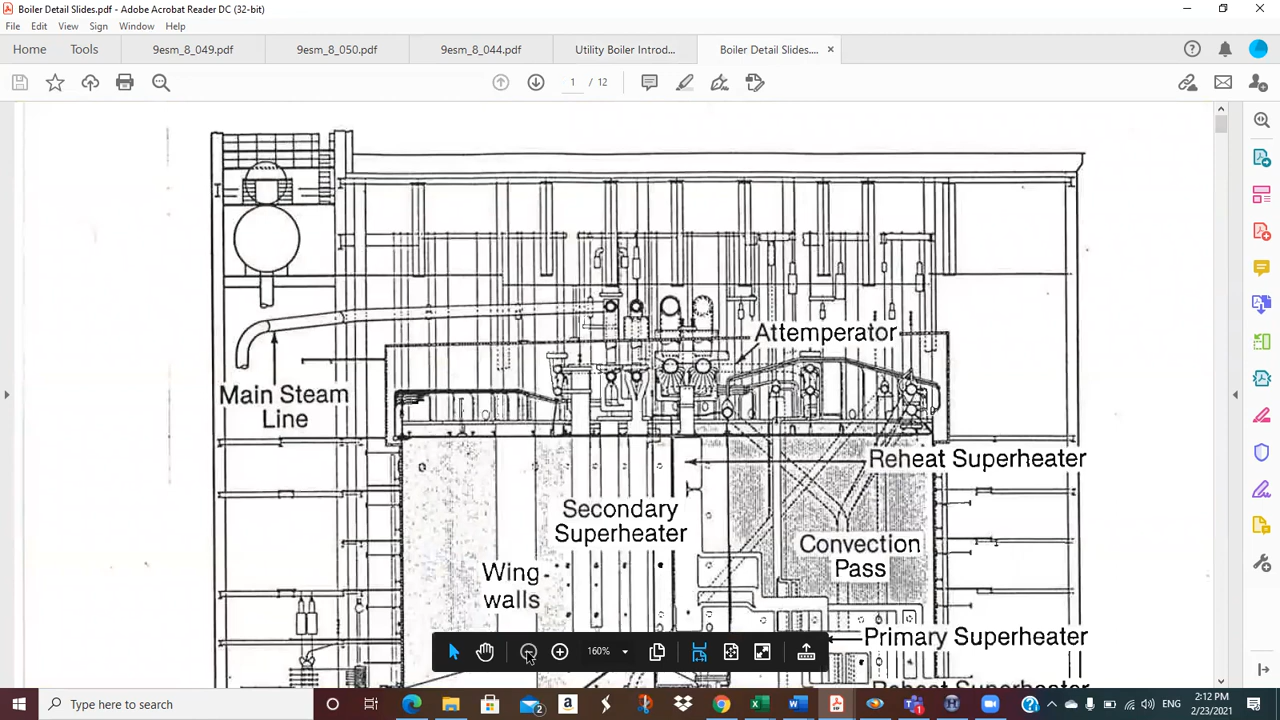 Boiler Detail Slides.pdf - Adobe Acrobat Reader DC (32-bit)
File Edit View Sign Window Help
Home Tools 9esm_8_049.pdf 9esm_8_050.pdf 9esm_8_044.pdf Utility Boiler Introd... Boiler Detail Slides....
1 / 12
Attemperator
Main Steam
Line
Reheat Superheater
Secondary
Superheater
Convection
Pass
Wing
walls
Primary Superheater
Reheat Superheater
160%
Type here to search
2
ENG
2:12 PM
2/23/2021